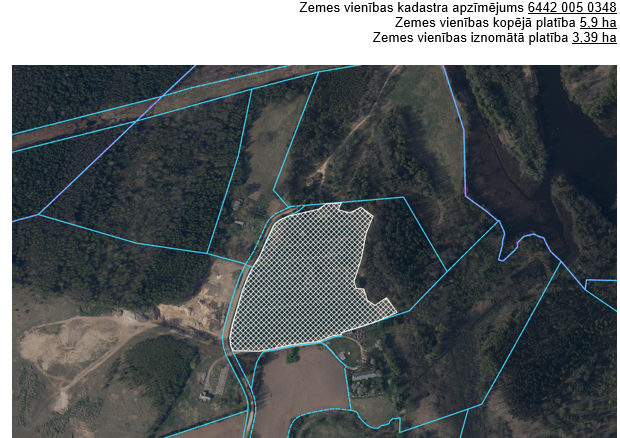 Zemes vienības kadastra apzīmējums 6442 005 0348
Zemes vienības kopējā platība 5,9 ha
Zemes vienības iznomātā platība 3,39 ha